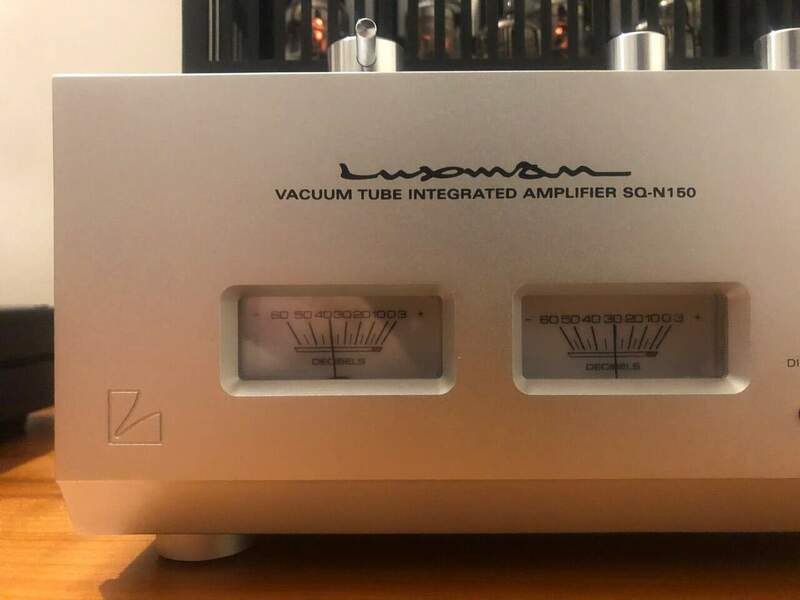 Luxman
VACUUM TUBE INTEGRATED AMPLIFIER SQ-N150
- 60 50 40 30 20 10 0 3 +
DECIBELS
- 60 50 40 30 20 10 0 3 +
DECIBELS
DI